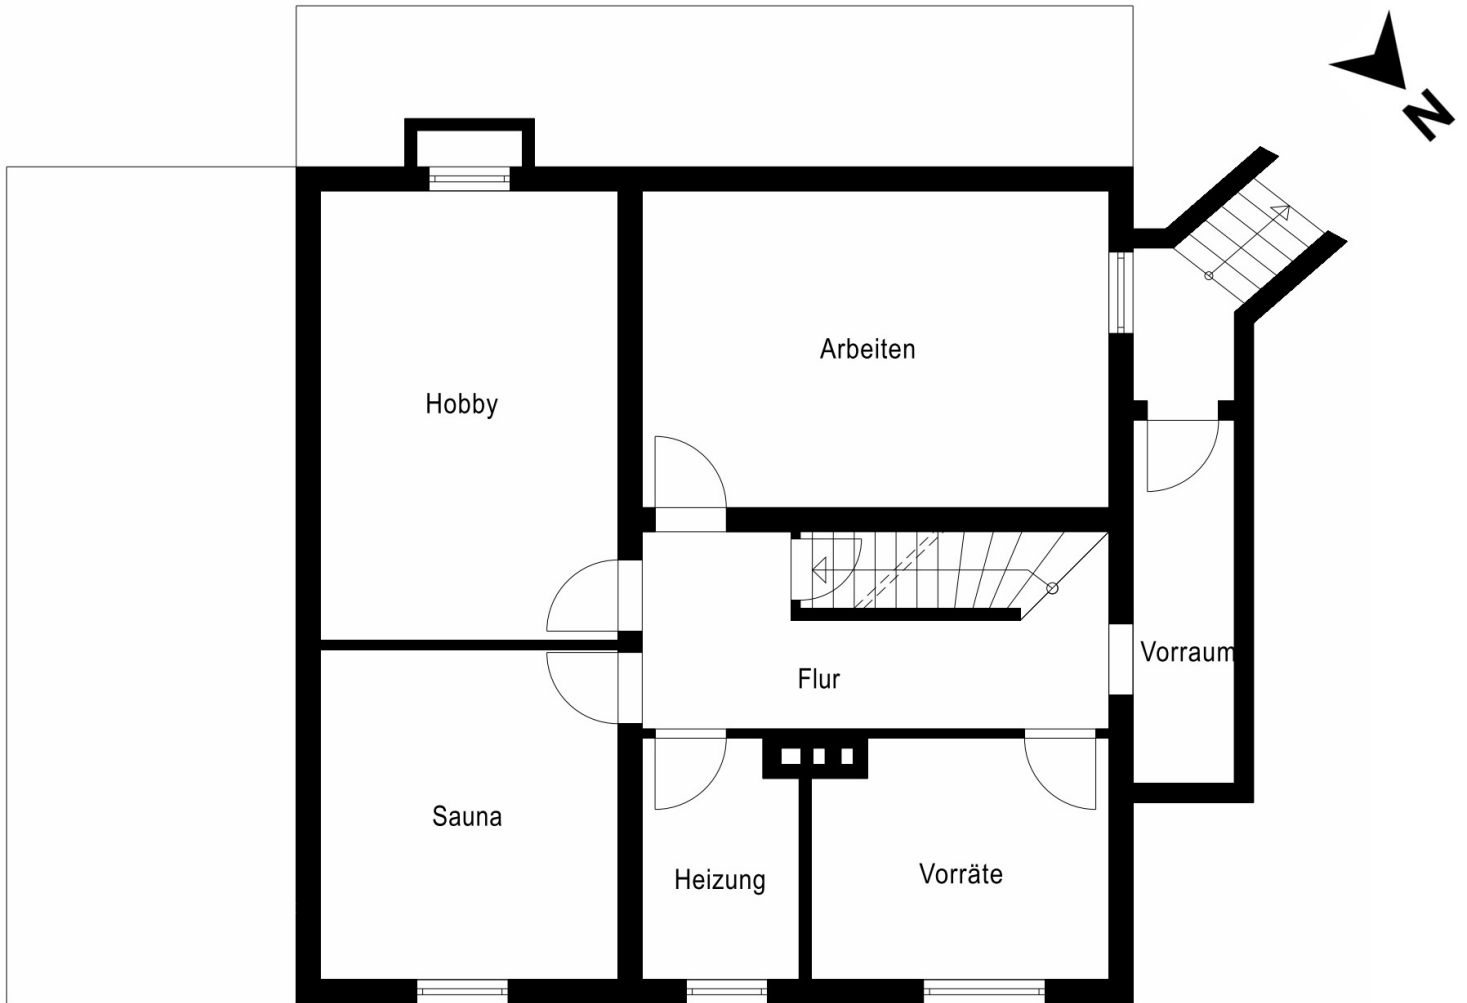 N
Arbeiten
Hobby
Vorraum
Flur
Sauna
Heizung
Vorräte